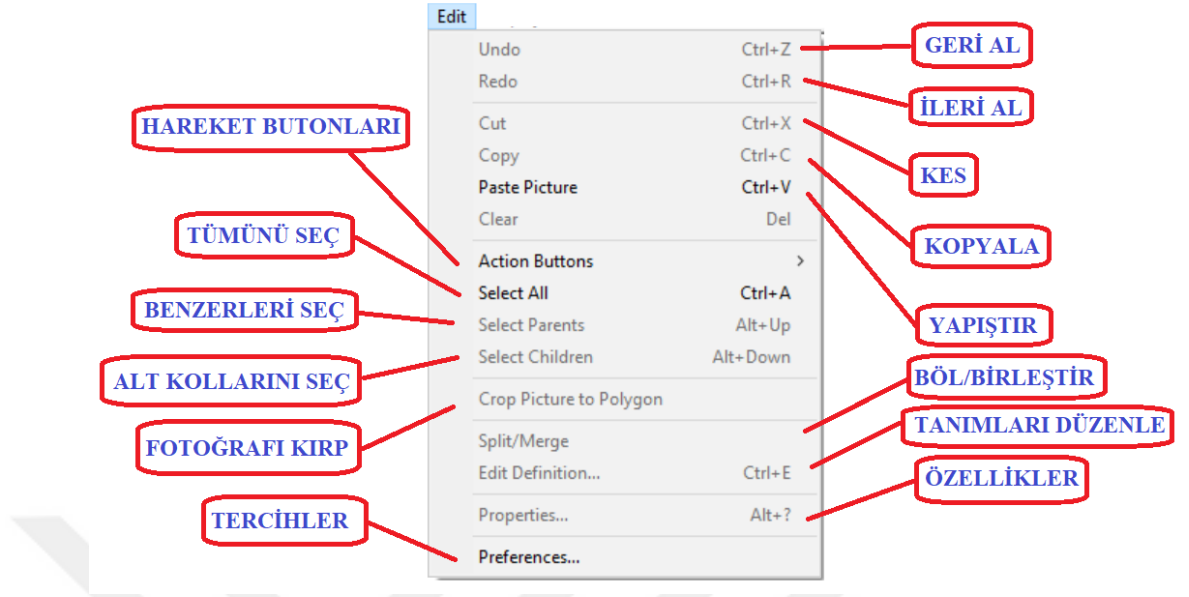 Edit
Undo Ctrl+Z
GERİ AL
Redo Ctrl+R
İLERİ AL
HAREKET BUTONLARI
Cut Ctrl+X
Copy Ctrl+C
KES
Paste Picture Ctrl+V
Clear Del
TÜMÜNÜ SEÇ
KOPYALA
Action Buttons >
Select All Ctrl+A
BENZERLERİ SEÇ
Select Parents Alt+Up
YAPIŞTIR
Select Children Alt+Down
ALT KOLLARINI SEÇ
BÖL/BİRLEŞTİR
Crop Picture to Polygon
TANIMLARI DÜZENLE
Split/Merge
FOTOĞRAFI KIRP
Edit Definition... Ctrl+E
ÖZELLİKLER
Properties... Alt+?
TERCİHLER
Preferences...